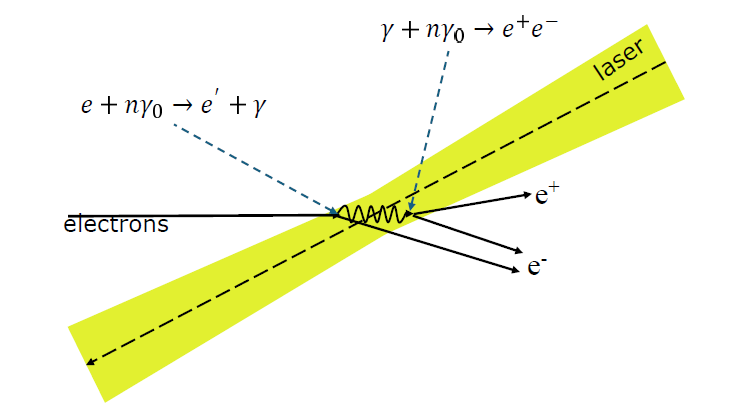 γ + nγ₀ → e⁺e⁻
laser
e + nγ₀ → e′ + γ
electrons
e⁺
e⁻